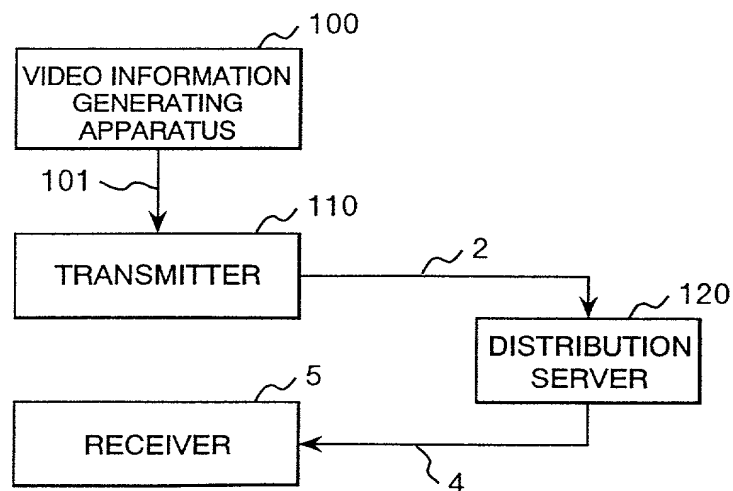 100
VIDEO INFORMATION
GENERATING
APPARATUS
101
110
TRANSMITTER
2
120
DISTRIBUTION
SERVER
5
RECEIVER
4